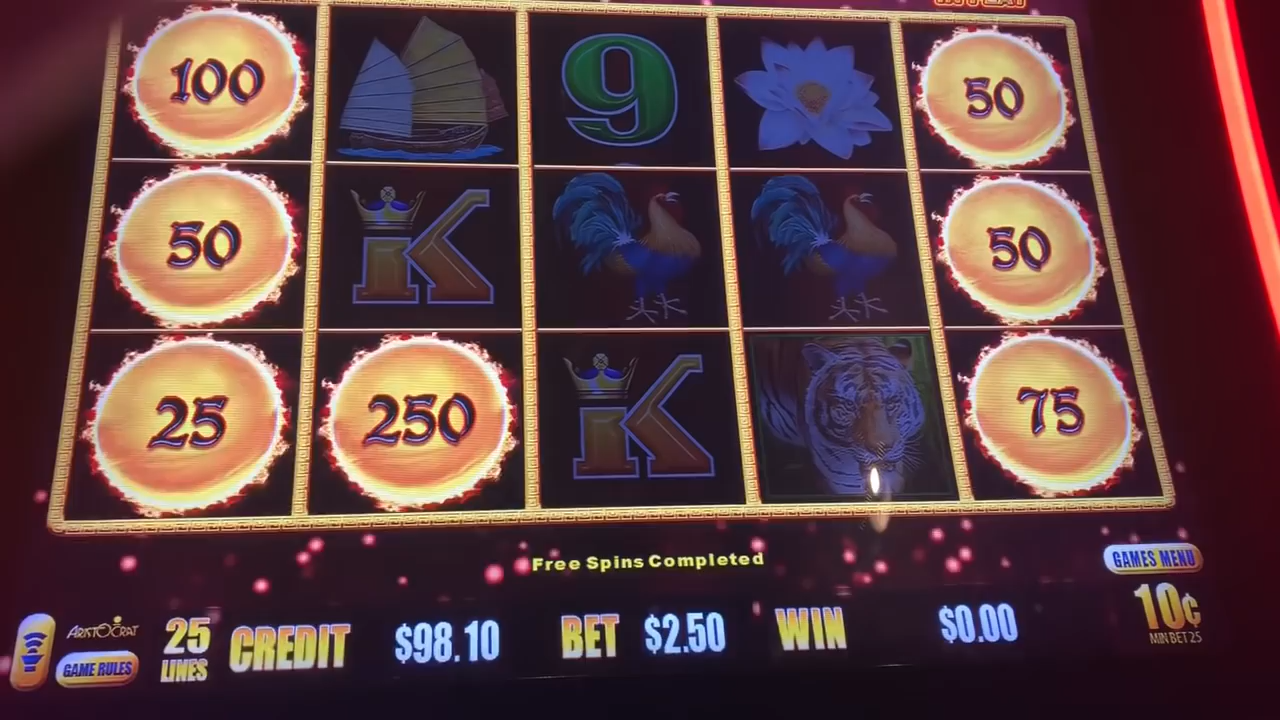 100
9
50
50
K
50
25
250
K
75
Free Spins Completed
GAMES MENU
ARISTOCRAT
GAME RULES
25
LINES
CREDIT
$98.10
BET
$2.50
WIN
$0.00
10¢
MIN BET 25